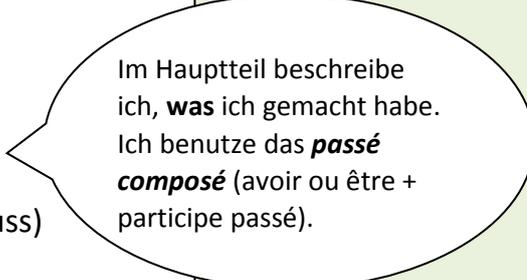 Im Hauptteil beschreibe
ich, was ich gemacht habe.
Ich benutze das passé
composé (avoir ou être +
participe passé).
uss)